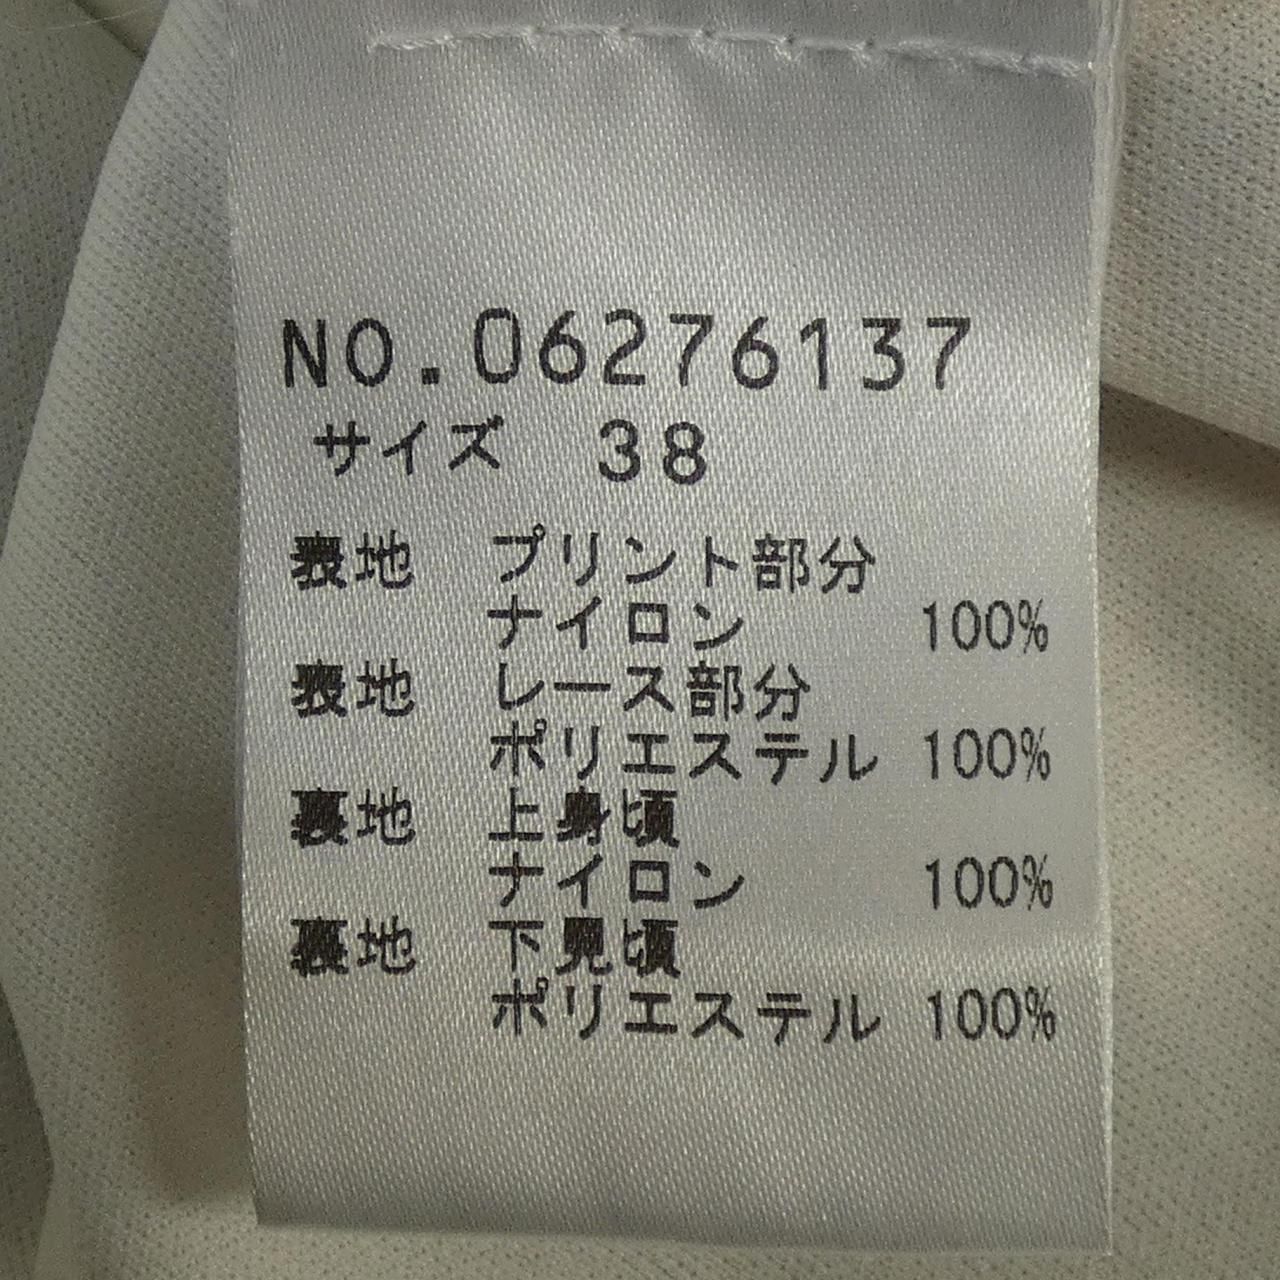 NO.06276137
サイズ 38
表地 プリント部分
ナイロン 100%
表地 レース部分
ポリエステル 100%
裏地 上身頃
ナイロン 100%
裏地 下見頃
ポリエステル 100%